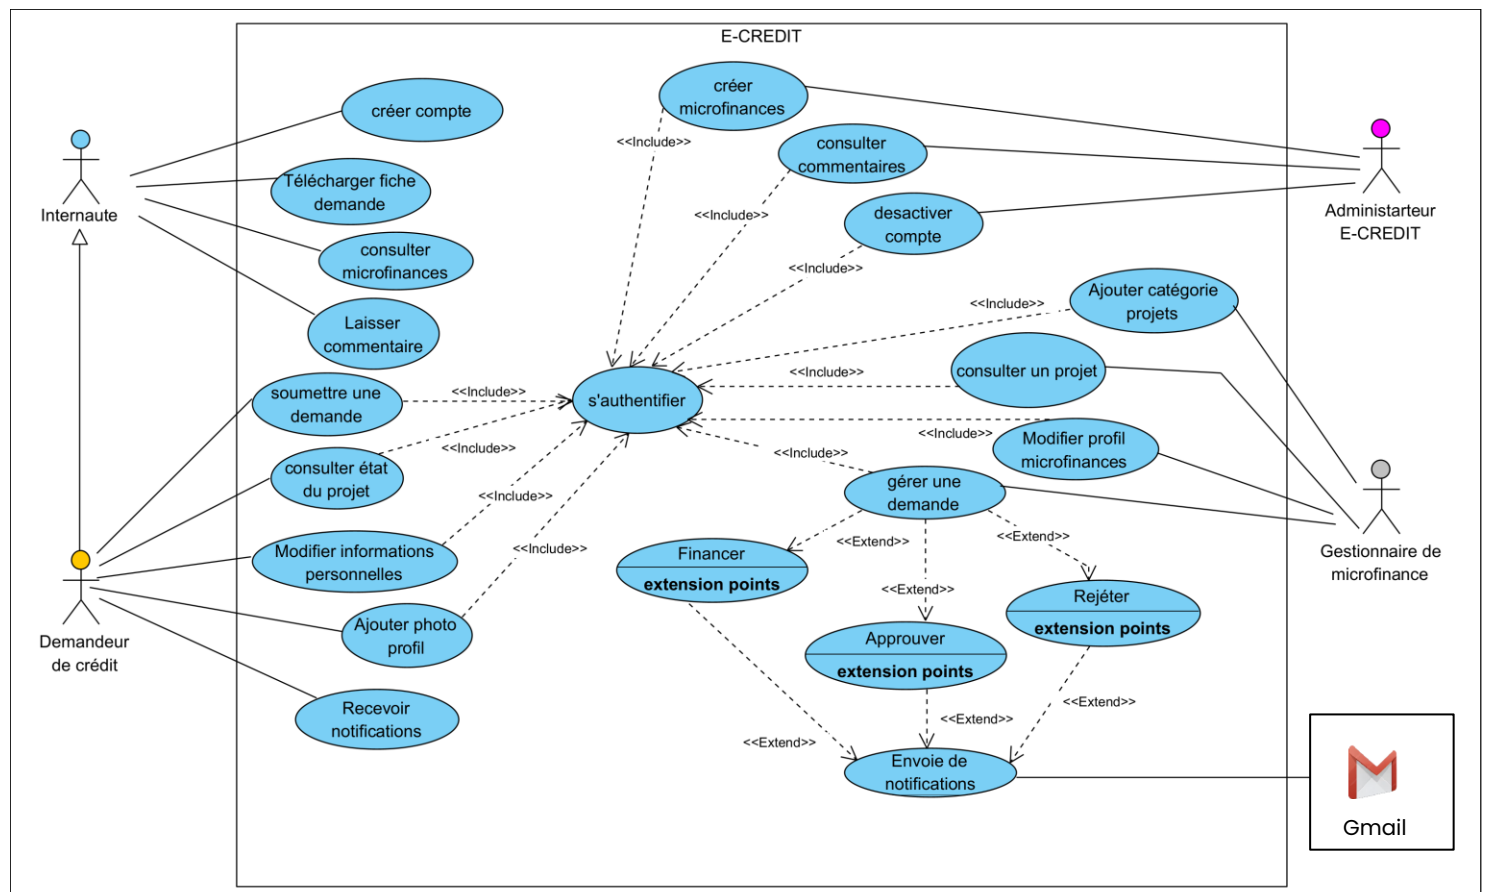 E-CREDIT
créer compte
Télécharger fiche
demande
consulter
microfinances
Laisser
commentaire
soumettre une
demande
consulter état
du projet
Modifier informations
personnelles
Ajouter photo
profil
Recevoir
notifications
Internaute
Demandeur
de crédit
créer
microfinances
consulter
commentaires
desactiver
compte
<<Include>>
<<Include>>
<<Include>>
<<Include>>
<<Include>>
<<Include>>
<<Include>>
<<Include>>
<<Include>>
<<Include>>
<<Include>>
s'authentifier
Ajouter catégorie
projets
consulter un projet
Modifier profil
microfinances
gérer une
demande
<<Extend>>
<<Extend>>
<<Extend>>
Financer
extension points
Approuver
extension points
Rejéter
extension points
<<Extend>>
<<Extend>>
<<Extend>>
Envoie de
notifications
Administarteur
E-CREDIT
Gestionnaire de
microfinance
Gmail